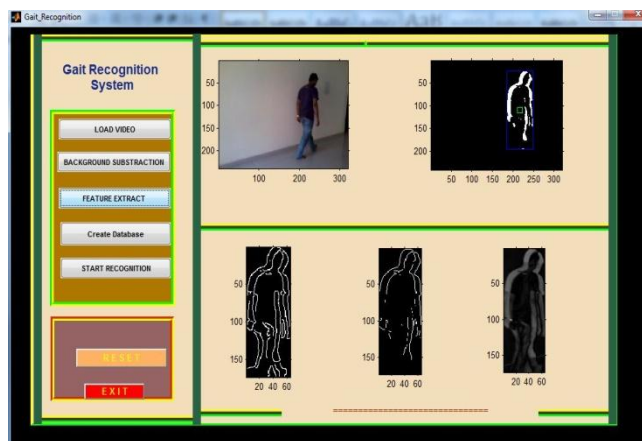 Gait_Recognition
Gait Recognition
System
LOAD VIDEO
BACKGROUND SUBSTRACTION
FEATURE EXTRACT
Create Database
START RECOGNITION
RESET
EXIT
50
100
150
200
100 200 300
50
100
150
200
50 100 150 200 250 300
50
100
150
20 40 60
50
100
150
20 40 60
50
100
150
20 40 60